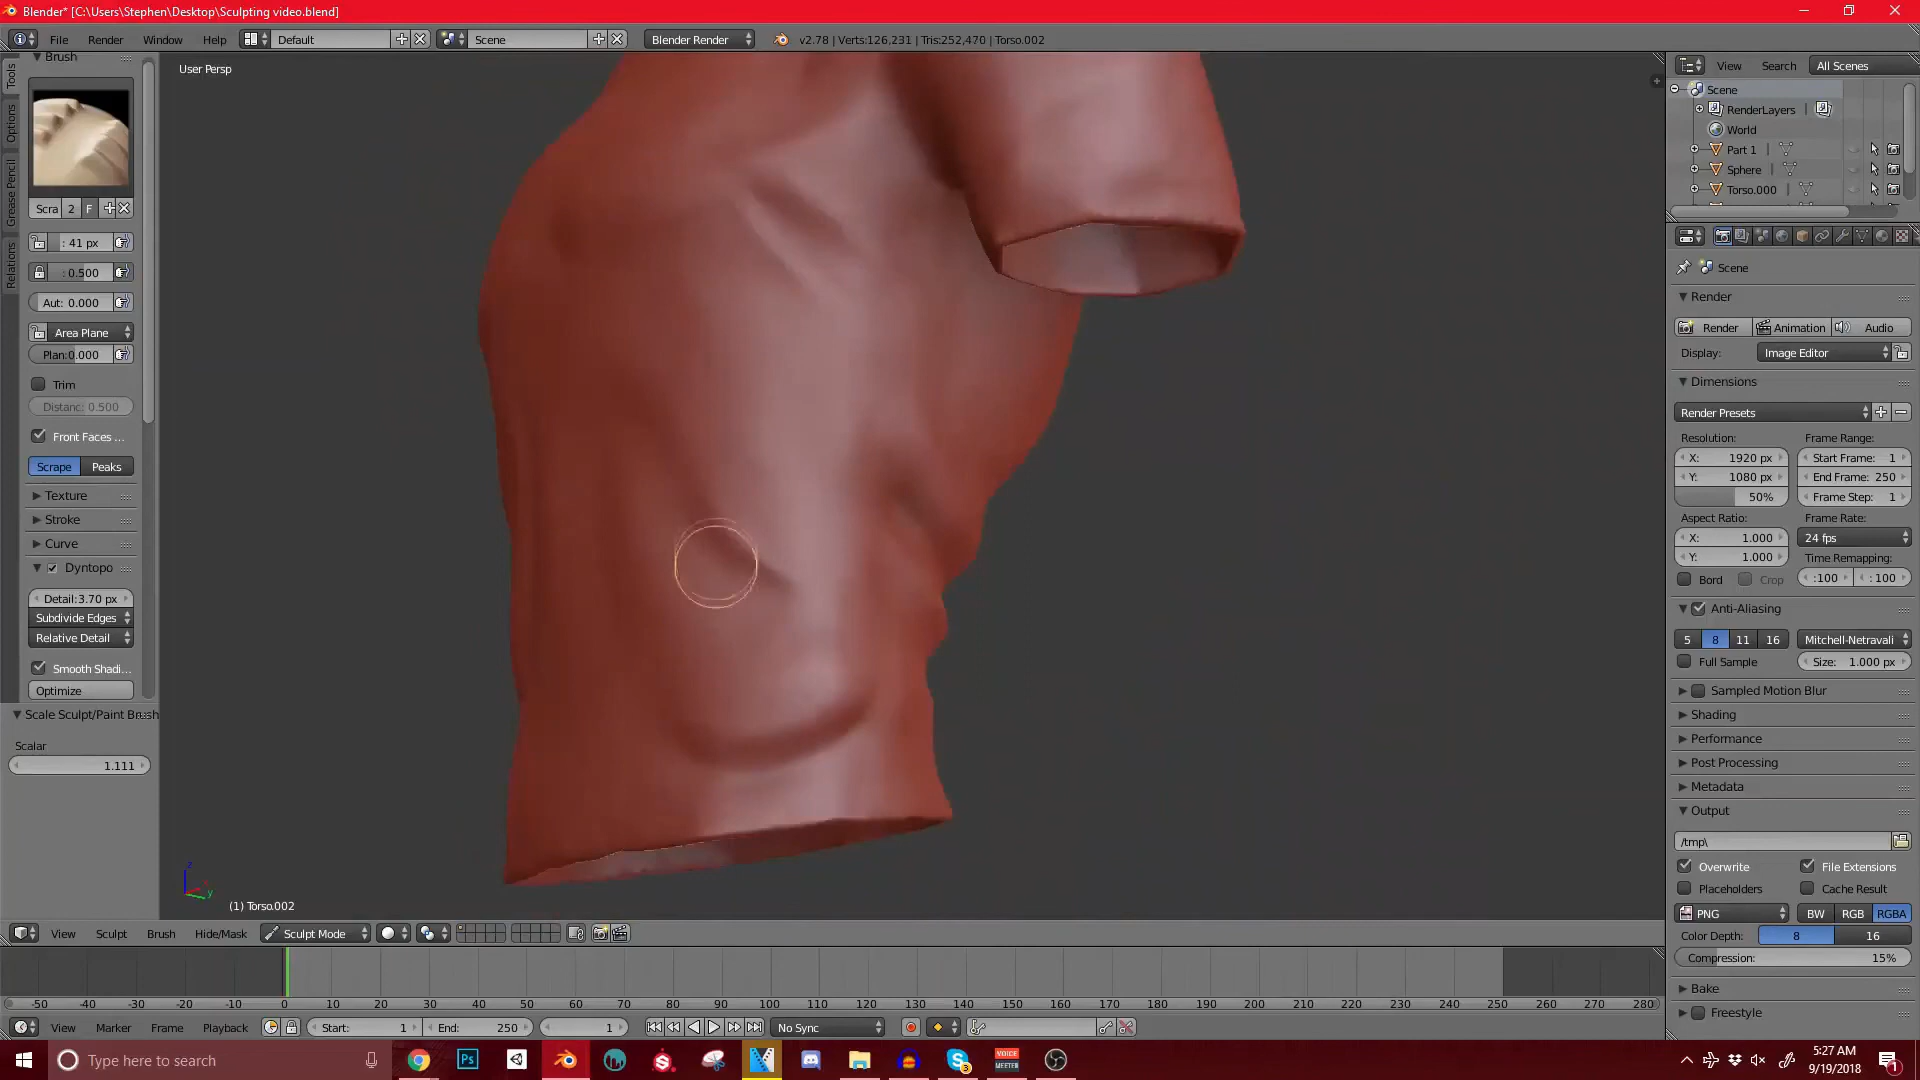 Blender* [C:\Users\Stephen\Desktop\Sculpting video.blend]
File Render Window Help Default Scene Blender Render v2.78 | Verts:126,231 | Tris:252,470 | Torso.002
User Persp
Tools
Options
Grease Pencil
Relations
Brush
Scra 2 F
: 41 px
: 0.500
Aut: 0.000
Area Plane
Plan:0.000
Trim
Distanc: 0.500
Front Faces ...
Scrape Peaks
Texture
Stroke
Curve
Dyntopo
Detail:3.70 px
Subdivide Edges
Relative Detail
Smooth Shadi...
Optimize
Scale Sculpt/Paint Brush
Scalar
1.111
z
y
(1) Torso.002
View Sculpt Brush Hide/Mask Sculpt Mode
-50 -40 -30 -20 -10 0 10 20 30 40 50 60 70 80 90 100 110 120 130 140 150 160 170 180 190 200 210 220 230 240 250 260 270 280
View Marker Frame Playback Start: 1 End: 250 1 No Sync
View Search All Scenes
Scene
RenderLayers
World
Part 1
Sphere
Torso.000
Scene
Render
Render Animation Audio
Display: Image Editor
Dimensions
Render Presets
Resolution: Frame Range:
X: 1920 px Start Frame: 1
Y: 1080 px End Frame: 250
50% Frame Step: 1
Aspect Ratio: Frame Rate:
X: 1.000 24 fps
Y: 1.000 Time Remapping:
Bord Crop :100 : 100
Anti-Aliasing
5 8 11 16 Mitchell-Netravali
Full Sample Size: 1.000 px
Sampled Motion Blur
Shading
Performance
Post Processing
Metadata
Output
/tmp\
Overwrite File Extensions
Placeholders Cache Result
PNG BW RGB RGBA
Color Depth: 8 16
Compression: 15%
Bake
Freestyle
Type here to search
Ps
VOICE
MEETER
3
5:27 AM
9/19/2018
1